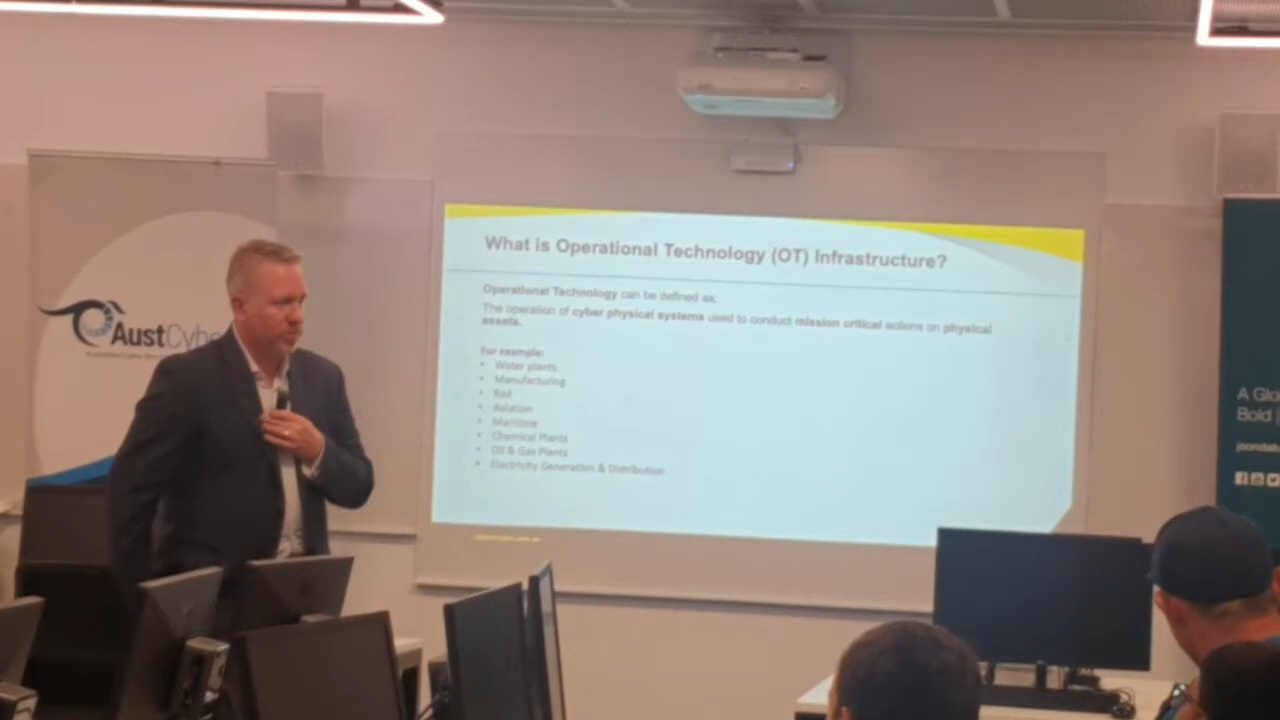 What is Operational Technology (OT) Infrastructure?
Operational Technology can be defined as:
The operation of cyber physical systems used to conduct mission critical actions on physical
assets.
For example:
• Water plants
• Manufacturing
• Rail
• Aviation
• Maritime
• Chemical Plants
• Oil & Gas Plants
• Electricity Generation & Distribution
AustCyber
A Glo
Bold